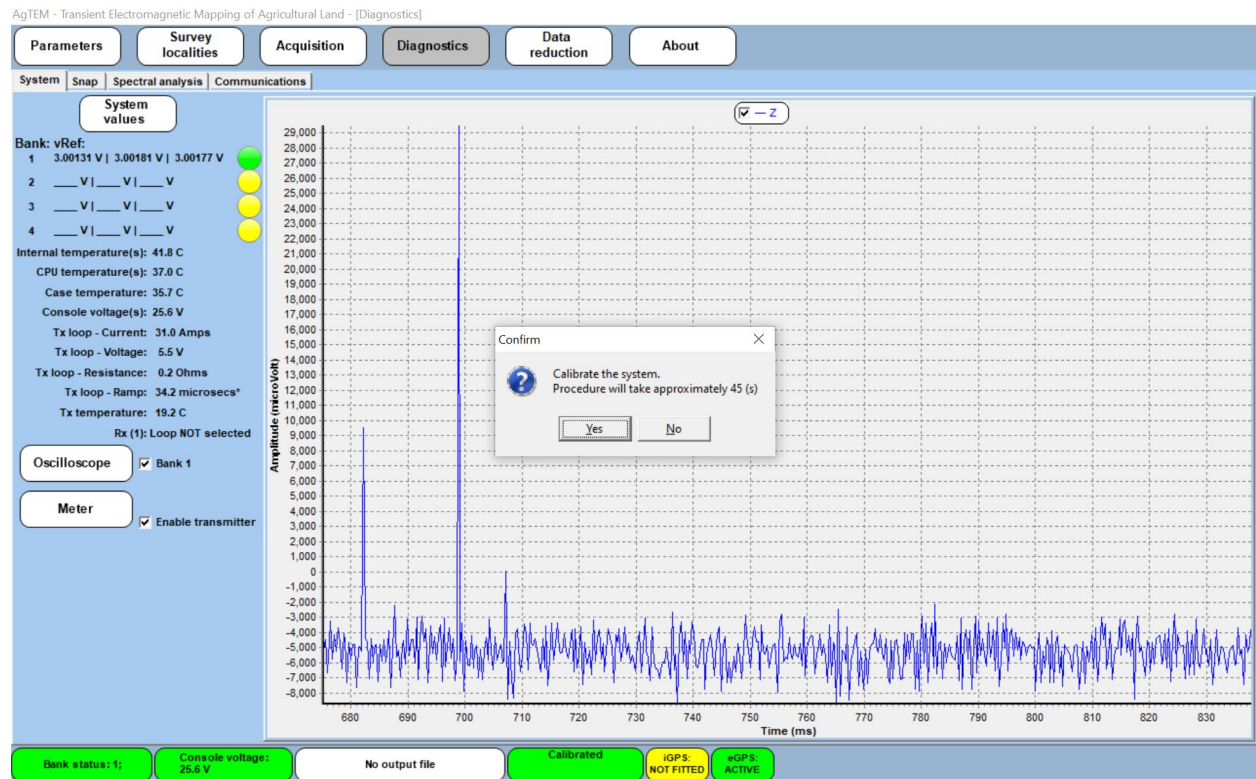 AgTEM - Transient Electromagnetic Mapping of Agricultural Land - [Diagnostics]
Parameters
Survey
localities
Acquisition
Diagnostics
Data
reduction
About
System
Snap
Spectral analysis
Communications
System
values
Bank: vRef:
1 3.00131 V | 3.00181 V | 3.00177 V
2 ____ V | ____ V | ____ V
3 ____ V | ____ V | ____ V
4 ____ V | ____ V | ____ V
Internal temperature(s): 41.8 C
CPU temperature(s): 37.0 C
Case temperature: 35.7 C
Console voltage(s): 25.6 V
Tx loop - Current: 31.0 Amps
Tx loop - Voltage: 5.5 V
Tx loop - Resistance: 0.2 Ohms
Tx loop - Ramp: 34.2 microsecs*
Tx temperature: 19.2 C
Rx (1): Loop NOT selected
Oscilloscope
Bank 1
Meter
Enable transmitter
Z
Amplitude (microVolt)
29,000
28,000
27,000
26,000
25,000
24,000
23,000
22,000
21,000
20,000
19,000
18,000
17,000
16,000
15,000
14,000
13,000
12,000
11,000
10,000
9,000
8,000
7,000
6,000
5,000
4,000
3,000
2,000
1,000
0
-1,000
-2,000
-3,000
-4,000
-5,000
-6,000
-7,000
-8,000
680 690 700 710 720 730 740 750 760 770 780 790 800 810 820 830
Time (ms)
Confirm
Calibrate the system.
Procedure will take approximately 45 (s)
Yes
No
Bank status: 1;
Console voltage:
25.6 V
No output file
Calibrated
iGPS:
NOT FITTED
eGPS:
ACTIVE